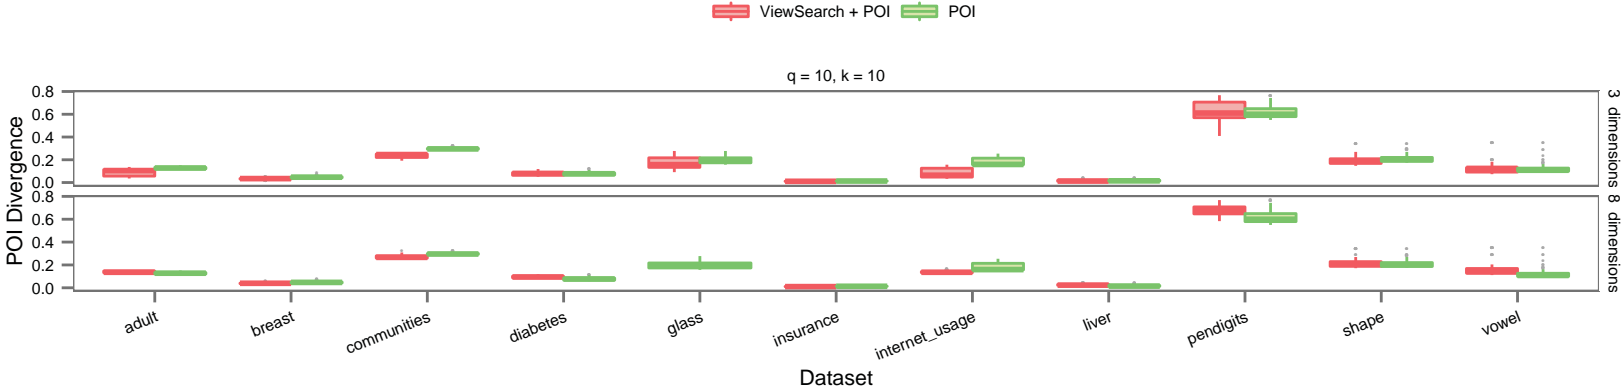 ViewSearch + POI POI
q = 10, k = 10
POI Divergence
0.8
0.6
0.4
0.2
0.0
3 dimensions
0.8
0.6
0.4
0.2
0.0
8 dimensions
adult breast communities diabetes glass insurance internet_usage liver pendigits shape vowel
Dataset